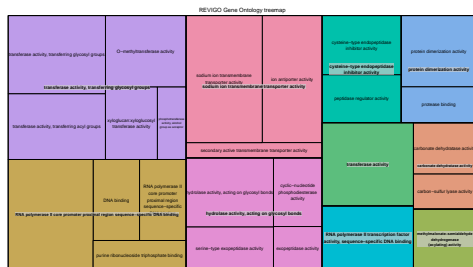 REVIGO Gene Ontology treemap
transferase activity, transferring glycosyl groups
O-methyltransferase activity
transferase activity, transferring glycosyl groups
transferase activity, transferring acyl groups
xyloglucan:xyloglucosyl
transferase activity
sodium ion transmembrane
transporter activity
ion antiporter activity
sodium ion transmembrane transporter activity
secondary active transmembrane transporter activity
cysteine-type endopeptidase
inhibitor activity
cysteine-type endopeptidase
inhibitor activity
peptidase regulator activity
protein dimerization activity
protein dimerization activity
protease binding
DNA binding
RNA polymerase II
core promoter
proximal region
sequence-specific
RNA polymerase II core promoter proximal region sequence-specific DNA binding
purine ribonucleoside triphosphate binding
hydrolase activity, acting on glycosyl bonds
cyclic-nucleotide
phosphodiesterase
activity
hydrolase activity, acting on glycosyl bonds
serine-type exopeptidase activity
exopeptidase activity
transferase activity
carbonate dehydratase activity
carbonate dehydratase activity
carbon-sulfur lyase activity
RNA polymerase II transcription factor
activity, sequence-specific DNA binding
methylmalonate-semialdehyde
dehydrogenase
(acylating) activity